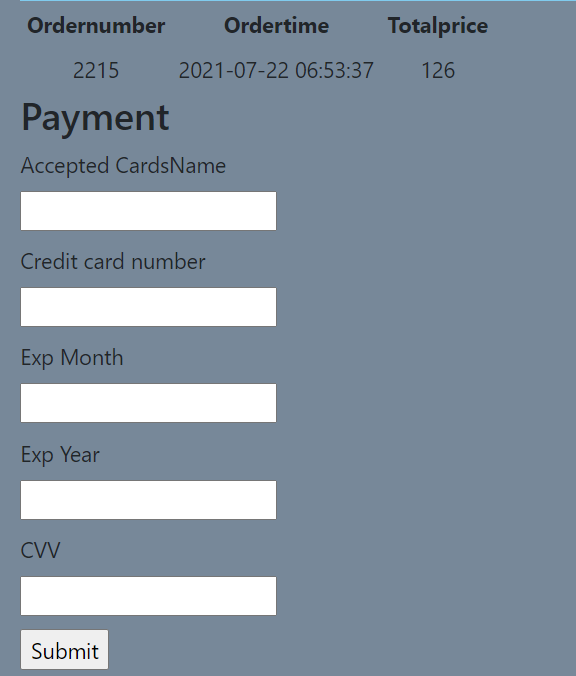 Ordernumber Ordertime Totalprice
2215 2021-07-22 06:53:37 126
Payment
Accepted CardsName
Credit card number
Exp Month
Exp Year
CVV
Submit